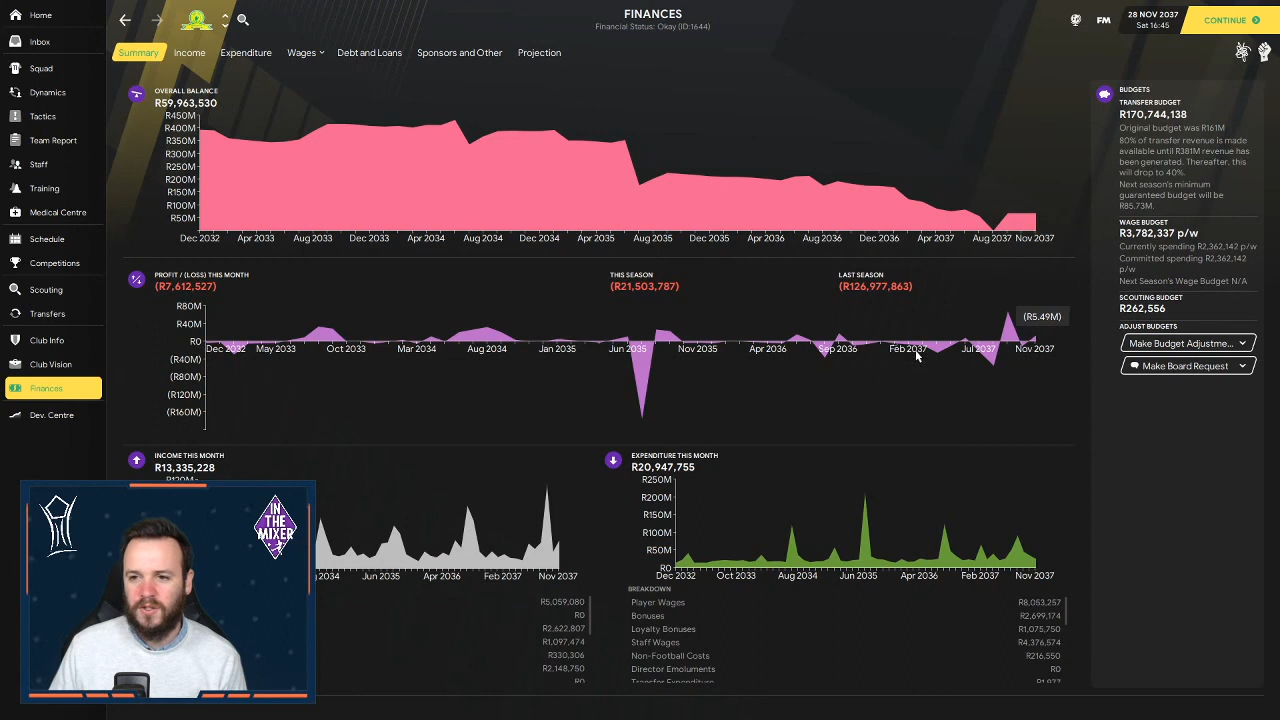 Home
Inbox
Squad
Dynamics
Tactics
Team Report
Staff
Training
Medical Centre
Schedule
Competitions
Scouting
Transfers
Club Info
Club Vision
Finances
Dev. Centre
FINANCES
Financial Status: Okay (ID:1644)
FM
28 NOV 2037
Sat 16:45
CONTINUE
Summary
Income
Expenditure
Wages
Debt and Loans
Sponsors and Other
Projection
OVERALL BALANCE
R59,963,530
R450M
R400M
R350M
R300M
R250M
R200M
R150M
R100M
R50M
Dec 2032 Apr 2033 Aug 2033 Dec 2033 Apr 2034 Aug 2034 Dec 2034 Apr 2035 Aug 2035 Dec 2035 Apr 2036 Aug 2036 Dec 2036 Apr 2037 Aug 2037 Nov 2037
PROFIT / (LOSS) THIS MONTH
(R7,612,527)
THIS SEASON
(R21,503,787)
LAST SEASON
(R126,977,863)
R80M
R40M
R0
(R40M)
(R80M)
(R120M)
(R160M)
(R5.49M)
Dec 2032 May 2033 Oct 2033 Mar 2034 Aug 2034 Jan 2035 Jun 2035 Nov 2035 Apr 2036 Sep 2036 Feb 2037 Jul 2037 Nov 2037
INCOME THIS MONTH
R13,335,228
R120M
2034 Jun 2035 Apr 2036 Feb 2037 Nov 2037
R5,059,080
R0
R2,622,807
R1,097,474
R330,306
R2,148,750
R0
EXPENDITURE THIS MONTH
R20,947,755
R250M
R200M
R150M
R100M
R50M
R0
Dec 2032 Oct 2033 Aug 2034 Jun 2035 Apr 2036 Feb 2037 Nov 2037
BREAKDOWN
Player Wages R8,053,257
Bonuses R2,699,174
Loyalty Bonuses R1,075,750
Staff Wages R4,376,574
Non-Football Costs R216,550
Director Emoluments R0
Transfer Expenditure R1,977
BUDGETS
TRANSFER BUDGET
R170,744,138
Original budget was R161M
80% of transfer revenue is made
available until R381M revenue has
been generated. Thereafter, this
will drop to 40%.
Next season's minimum
guaranteed budget will be
R85.73M.
WAGE BUDGET
R3,782,337 p/w
Currently spending R2,362,142 p/w
Committed spending R2,362,142
p/w
Next Season's Wage Budget N/A
SCOUTING BUDGET
R262,556
ADJUST BUDGETS
Make Budget Adjustme...
Make Board Request
IN
THE
MIXER